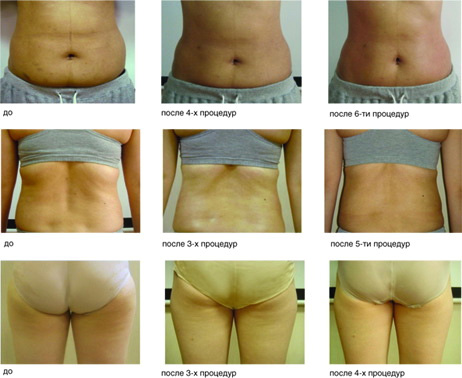 до после 4-х процедур после 6-ти процедур
до после 3-х процедур после 5-ти процедур
до после 3-х процедур после 4-х процедур